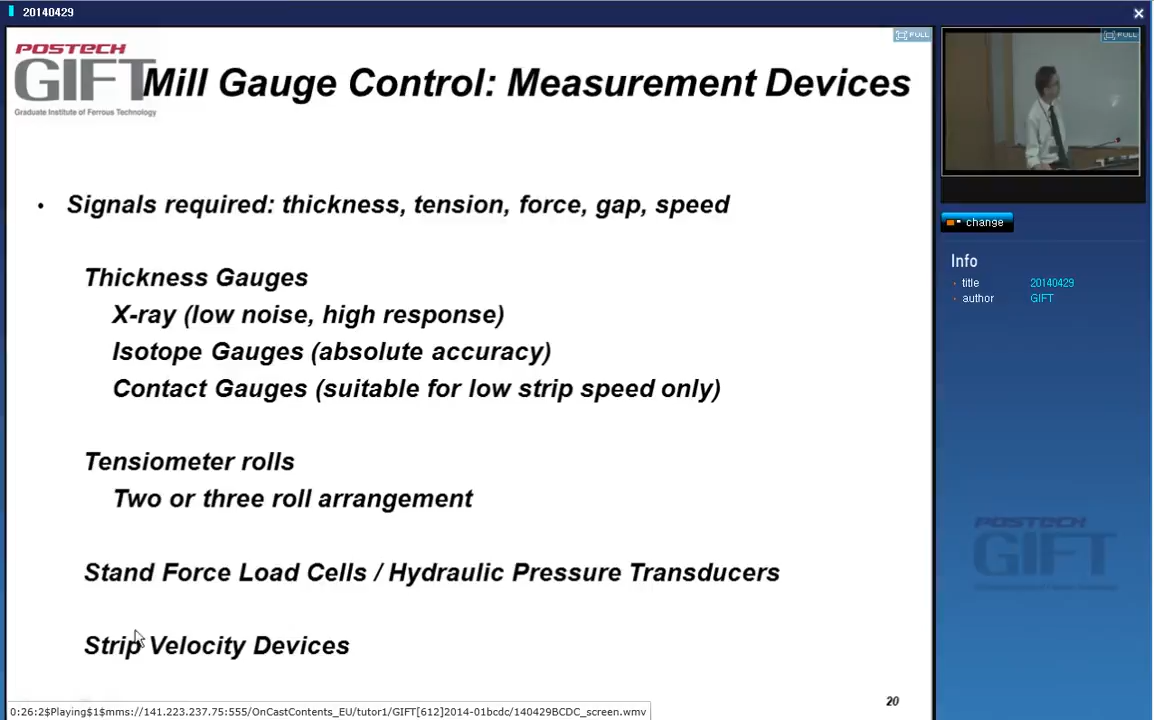 20140429
FULL
FULL
POSTECH
GIFT
Graduate Institute of Ferrous Technology
Mill Gauge Control: Measurement Devices
• Signals required: thickness, tension, force, gap, speed
Thickness Gauges
X-ray (low noise, high response)
Isotope Gauges (absolute accuracy)
Contact Gauges (suitable for low strip speed only)
Tensiometer rolls
Two or three roll arrangement
Stand Force Load Cells / Hydraulic Pressure Transducers
Strip Velocity Devices
20
change
Info
title 20140429
author GIFT
POSTECH
GIFT
0:26:2$Playing$1$mms://141.223.237.75:555/OnCastContents_EU/tutor1/GIFT[612]2014-01bcdc/140429BCDC_screen.wmv